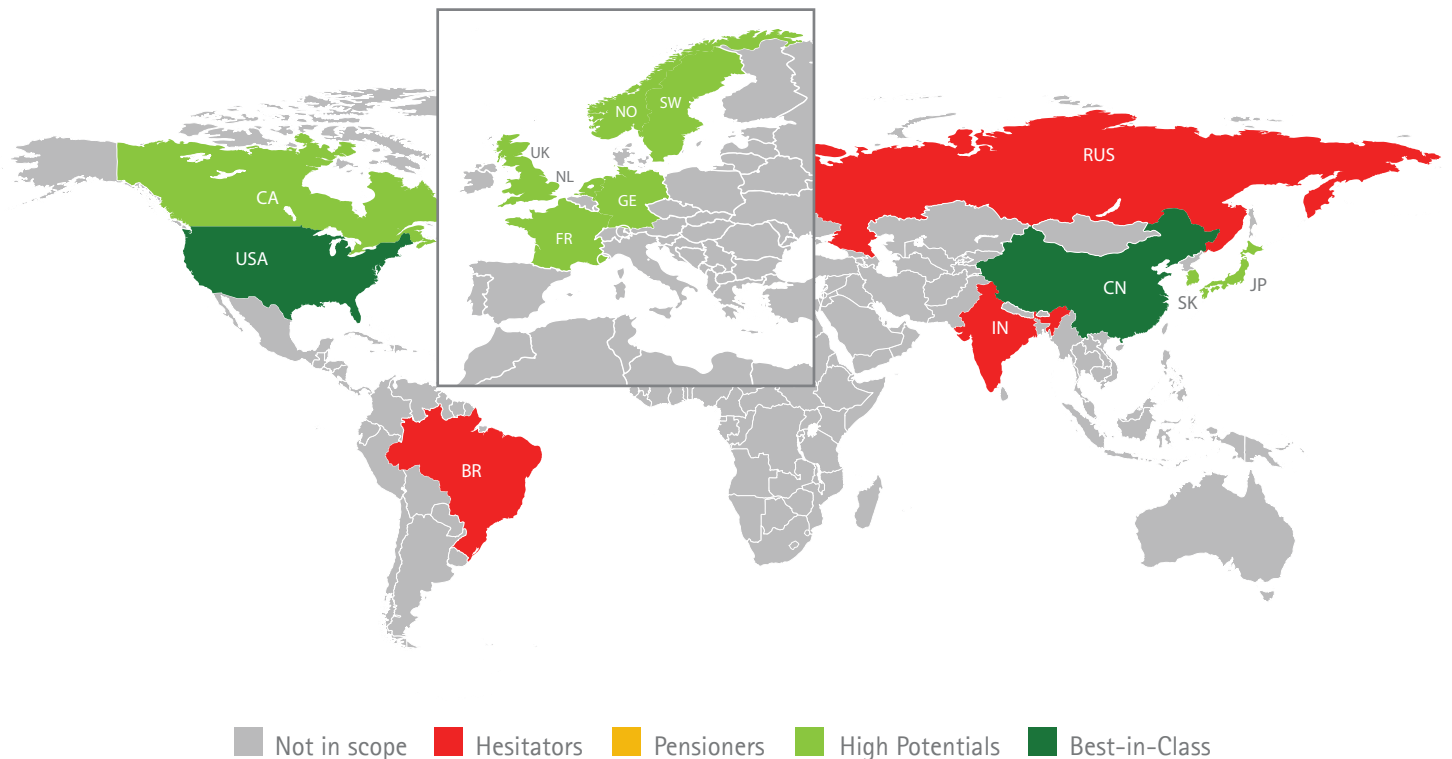 NO
SW
UK
NL
GE
FR
RUS
CA
USA
CN
JP
SK
IN
BR
Not in scope
Hesitators
Pensioners
High Potentials
Best-in-Class